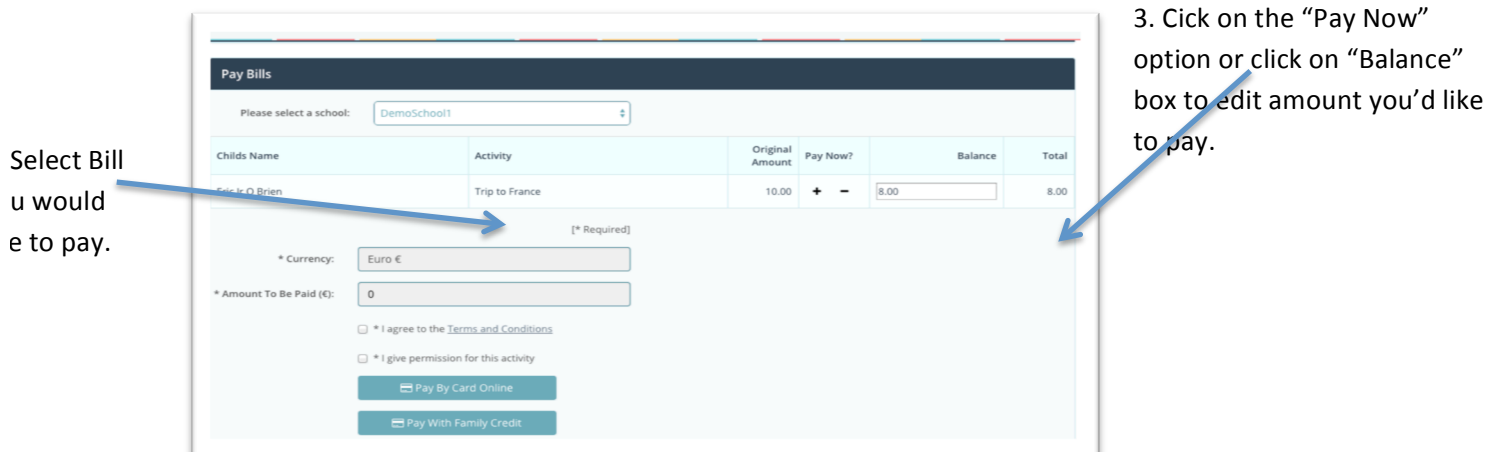 3. Cick on the “Pay Now”
option or click on “Balance”
box to edit amount you’d like
to pay.
Select Bill
u would
e to pay.
Pay Bills
Please select a school: DemoSchool1
Childs Name Activity Original Amount Pay Now? Balance Total
Eric Jr O Brien Trip to France 10.00 + − 8.00 8.00
[* Required]
* Currency: Euro €
* Amount To Be Paid (€): 0
* I agree to the Terms and Conditions
* I give permission for this activity
Pay By Card Online
Pay With Family Credit